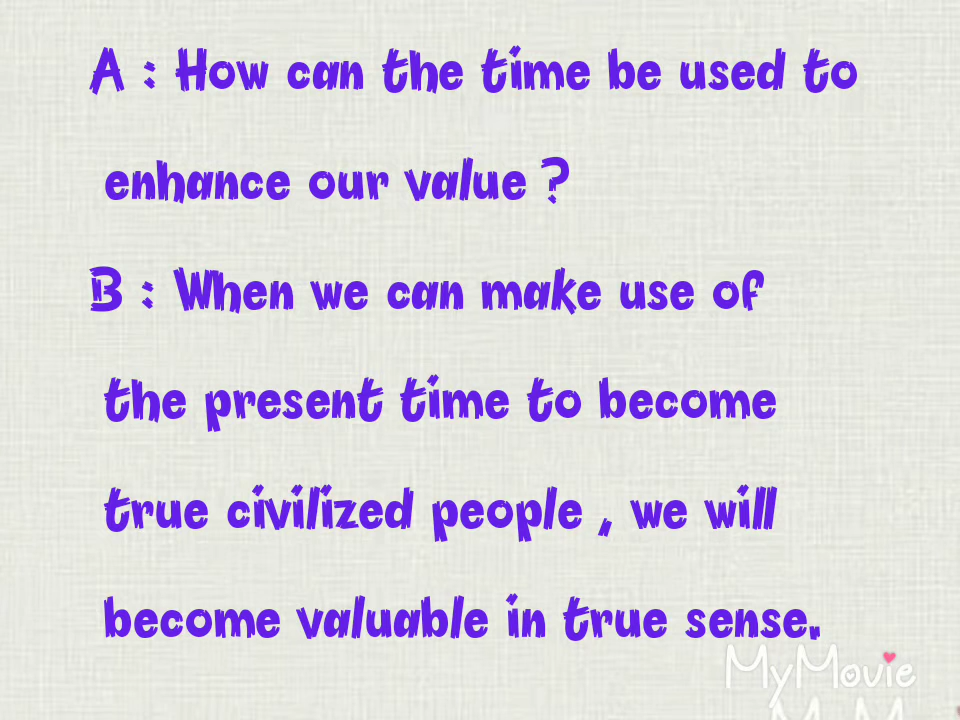 A : How can the time be used to
enhance our value ?
B : When we can make use of
the present time to become
true civilized people , we will
become valuable in true sense.
MyMovie